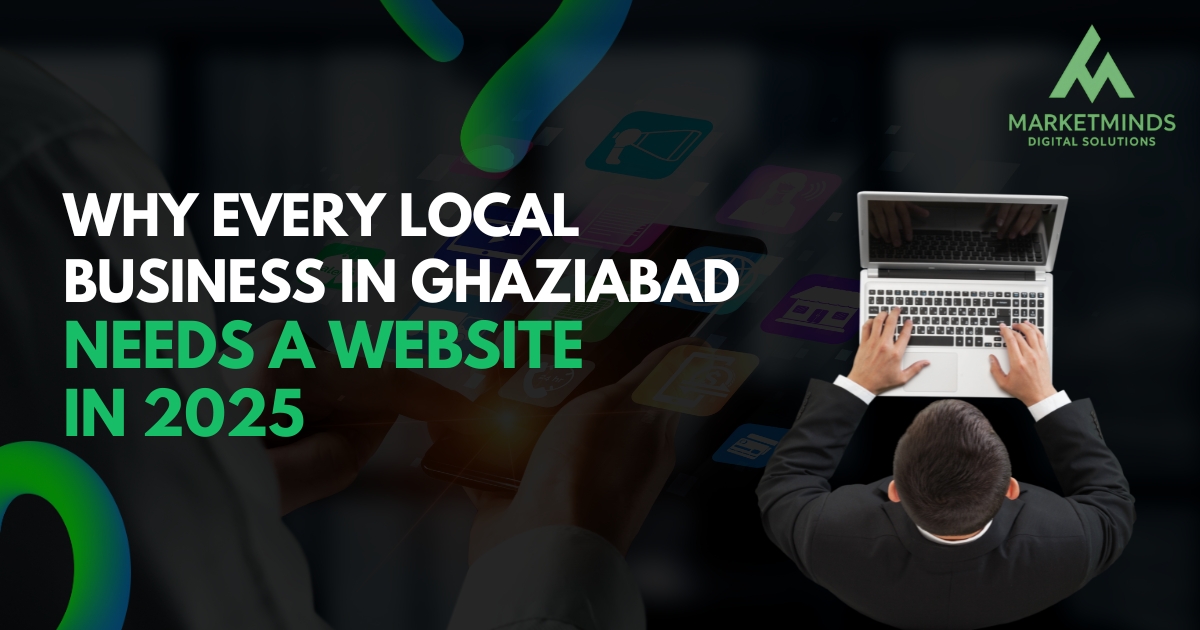 MARKETMINDS
DIGITAL SOLUTIONS
WHY EVERY LOCAL
BUSINESS IN GHAZIABAD
NEEDS A WEBSITE
IN 2025